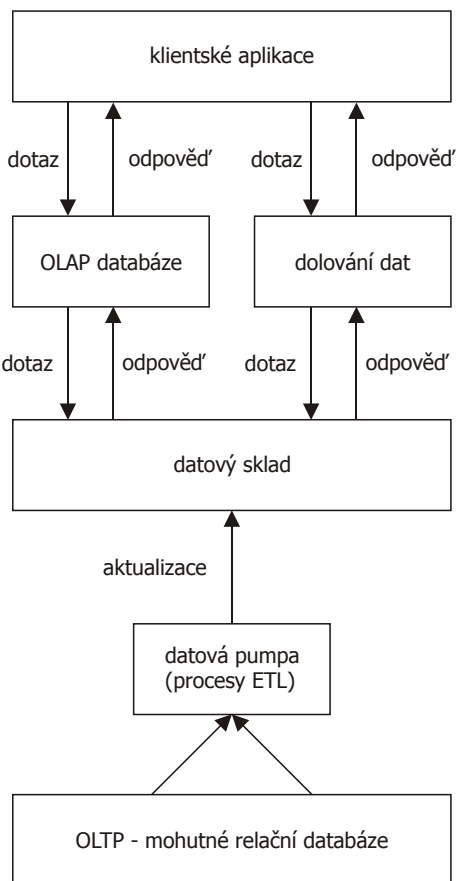 klientské aplikace
dotaz odpověď dotaz odpověď
OLAP databáze dolování dat
dotaz odpověď dotaz odpověď
datový sklad
aktualizace
datová pumpa
(procesy ETL)
OLTP - mohutné relační databáze